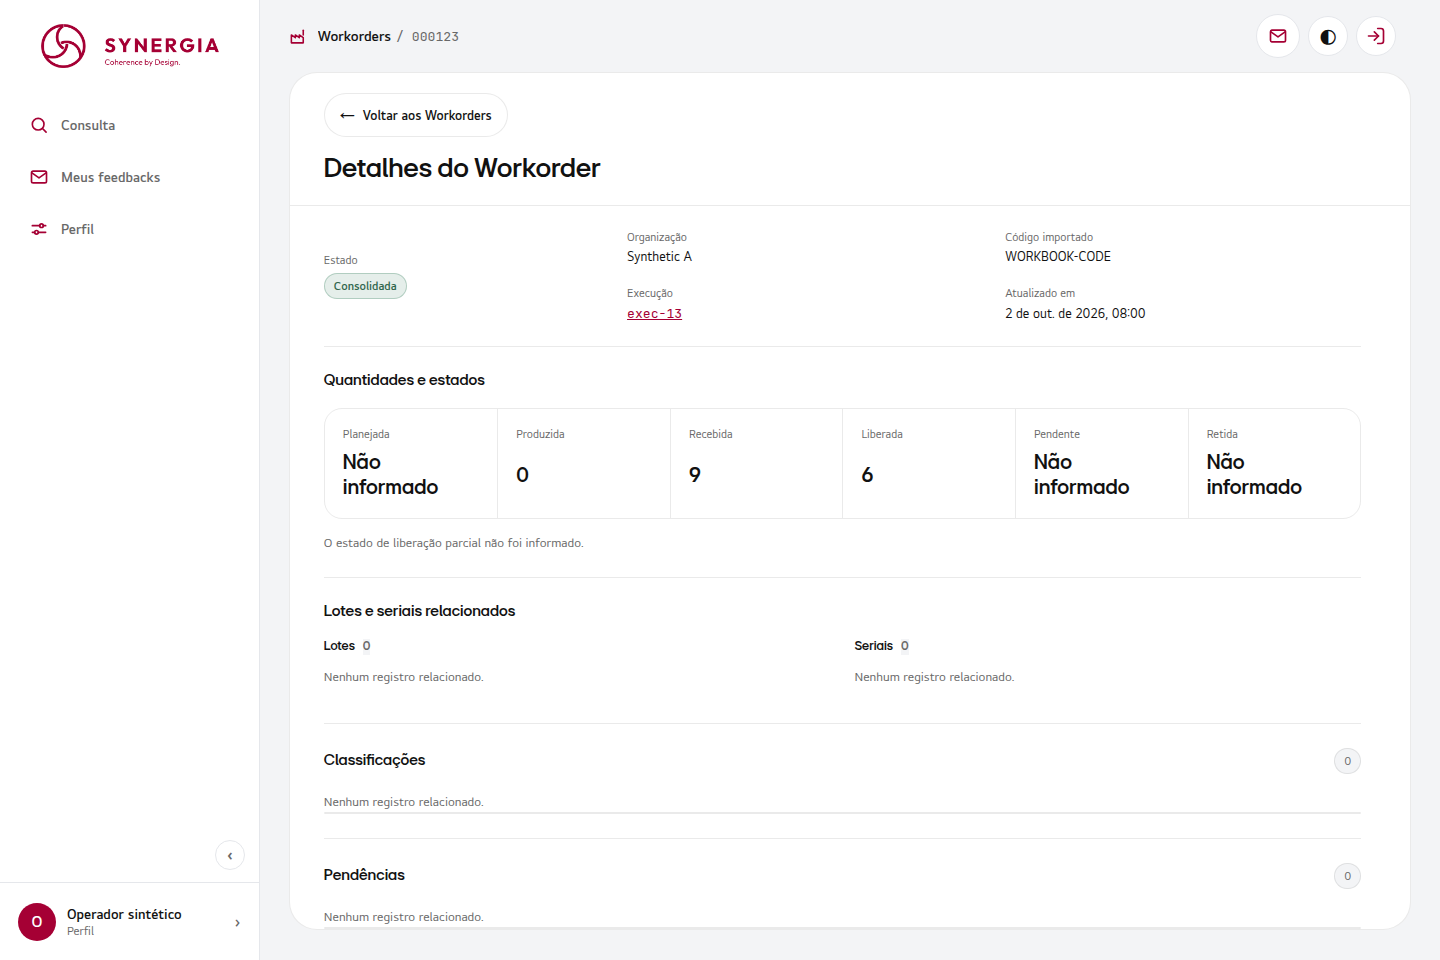 SYNERGIA
Coherence by Design.
Consulta
Meus feedbacks
Perfil
Workorders / 000123
← Voltar aos Workorders
Detalhes do Workorder
Estado
Consolidada
Organização
Synthetic A
Código importado
WORKBOOK-CODE
Execução
exec-13
Atualizado em
2 de out. de 2026, 08:00
Quantidades e estados
Planejada
Não
informado
Produzida
0
Recebida
9
Liberada
6
Pendente
Não
informado
Retida
Não
informado
O estado de liberação parcial não foi informado.
Lotes e seriais relacionados
Lotes 0
Nenhum registro relacionado.
Seriais 0
Nenhum registro relacionado.
Classificações
0
Nenhum registro relacionado.
Pendências
0
Nenhum registro relacionado.
O
Operador sintético
Perfil